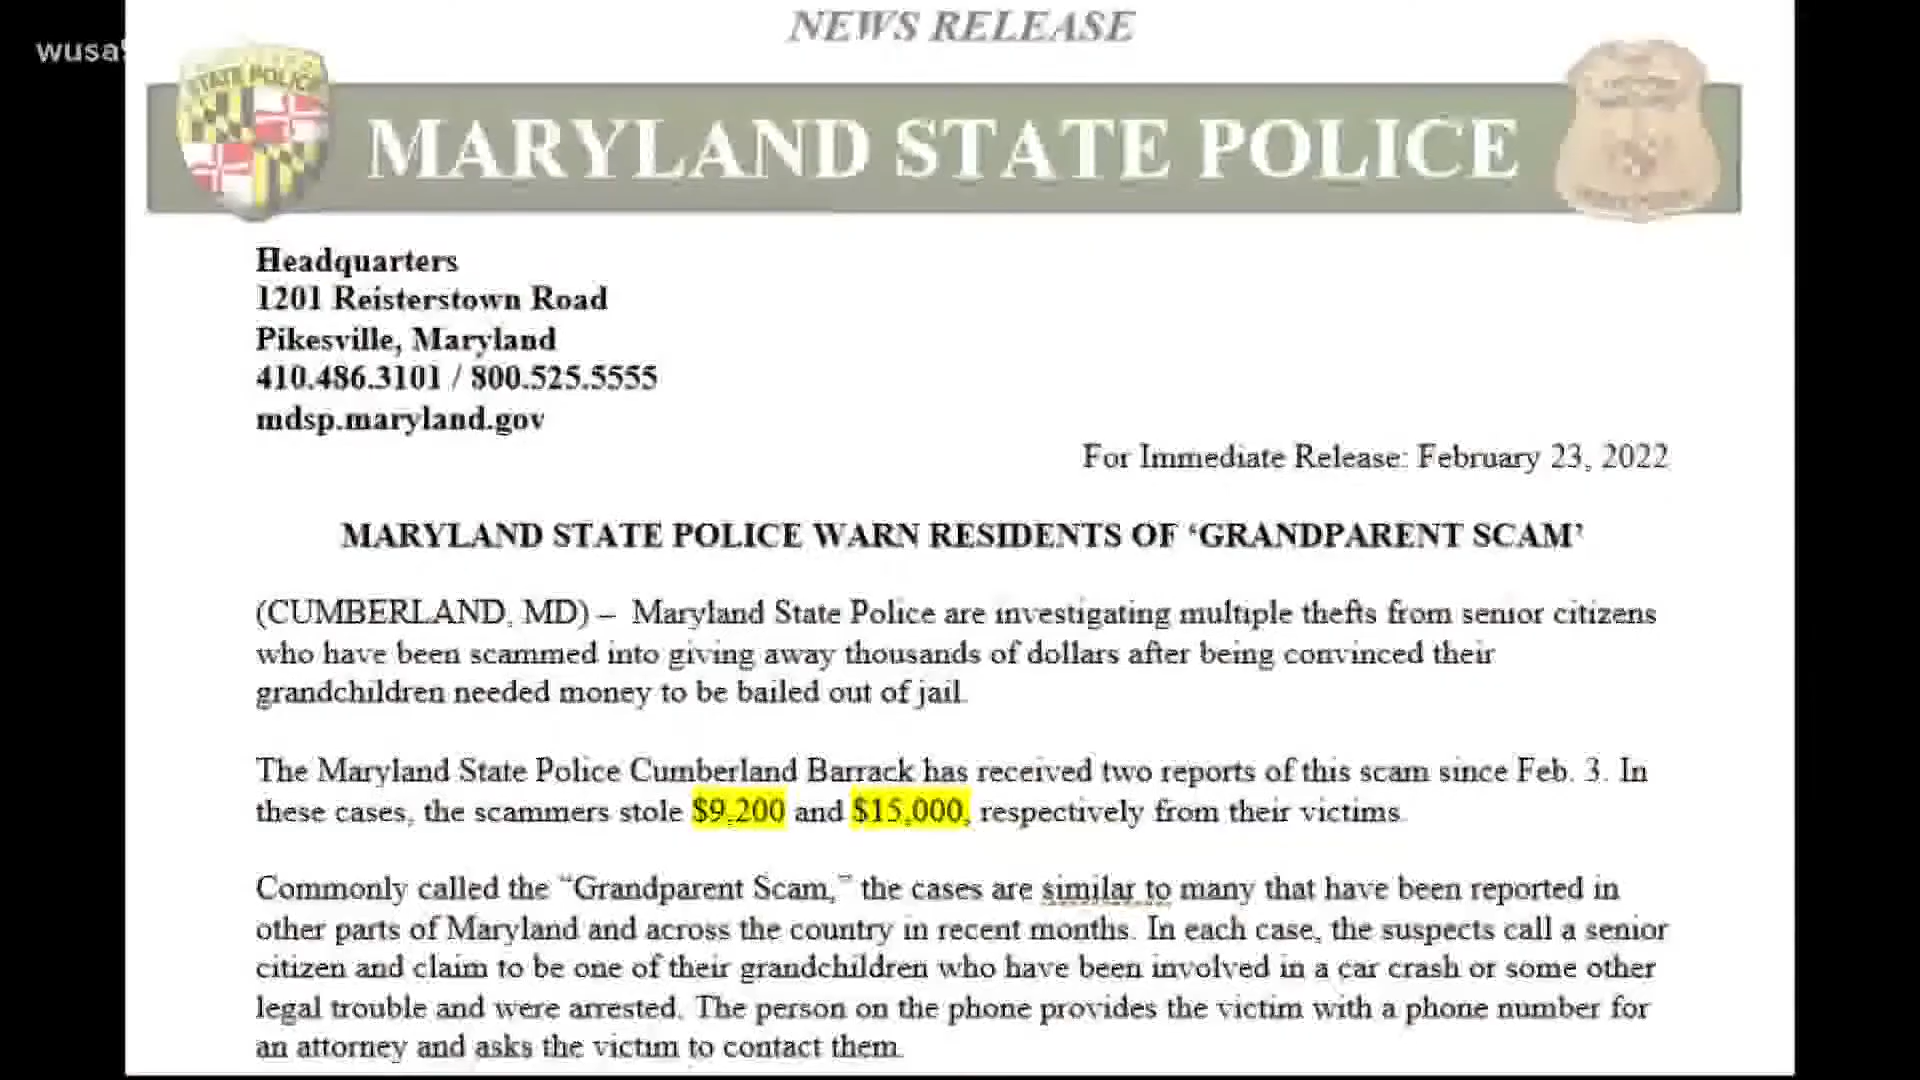 NEWS RELEASE
wusa9
STATE POLICE
MARYLAND STATE POLICE
Headquarters
1201 Reisterstown Road
Pikesville, Maryland
410.486.3101 / 800.525.5555
mdsp.maryland.gov
For Immediate Release: February 23, 2022
MARYLAND STATE POLICE WARN RESIDENTS OF ‘GRANDPARENT SCAM’
(CUMBERLAND, MD) – Maryland State Police are investigating multiple thefts from senior citizens
who have been scammed into giving away thousands of dollars after being convinced their
grandchildren needed money to be bailed out of jail.
The Maryland State Police Cumberland Barrack has received two reports of this scam since Feb. 3. In
these cases, the scammers stole $9,200 and $15,000, respectively from their victims.
Commonly called the “Grandparent Scam,” the cases are similar to many that have been reported in
other parts of Maryland and across the country in recent months. In each case, the suspects call a senior
citizen and claim to be one of their grandchildren who have been involved in a car crash or some other
legal trouble and were arrested. The person on the phone provides the victim with a phone number for
an attorney and asks the victim to contact them.